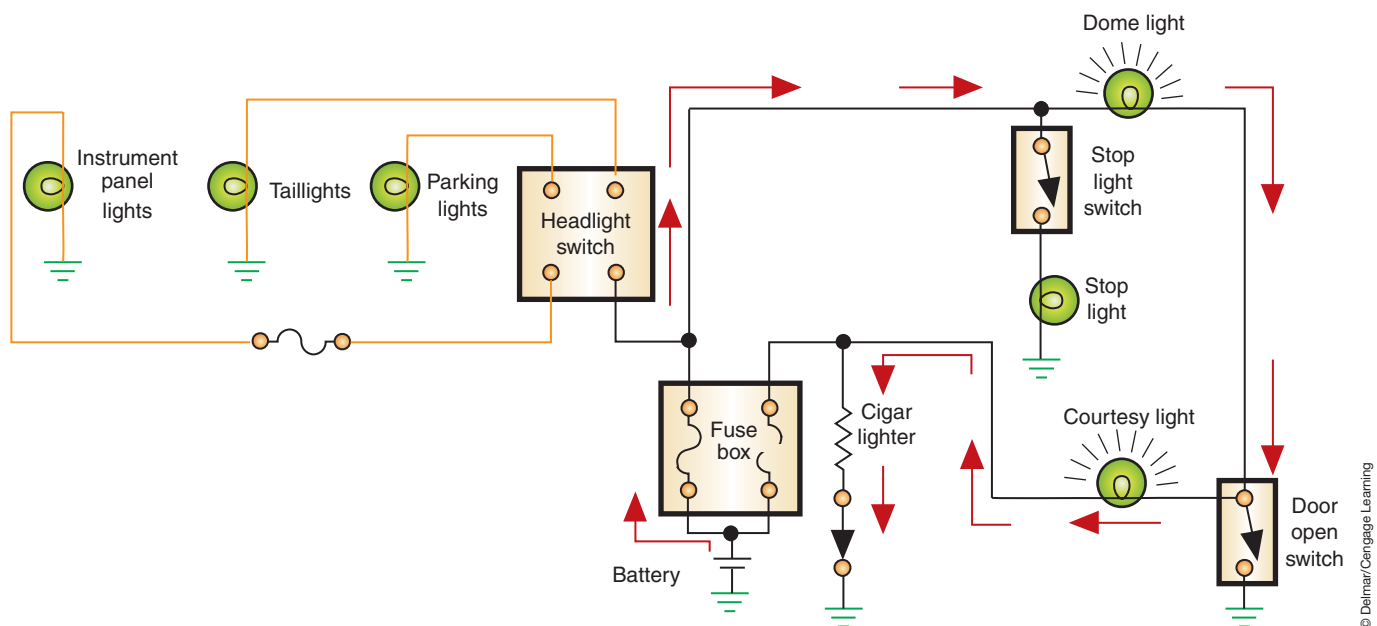 Dome light
Instrument
panel
lights
Taillights
Parking
lights
Headlight
switch
Stop
light
switch
Stop
light
Fuse
box
Cigar
lighter
Courtesy light
Battery
Door
open
switch
© Delmar/Cengage Learning